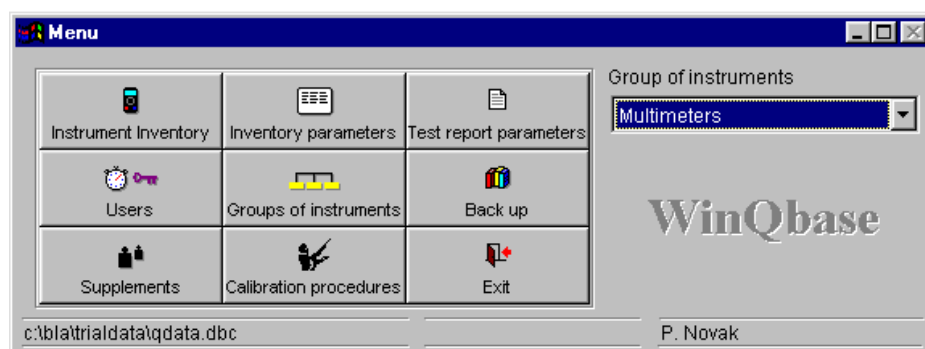 Menu
Group of instruments
Multimeters
Instrument Inventory
Inventory parameters
Test report parameters
Users
Groups of instruments
Back up
Supplements
Calibration procedures
Exit
WinQbase
c:\bla\trialdata\qdata.dbc
P. Novak